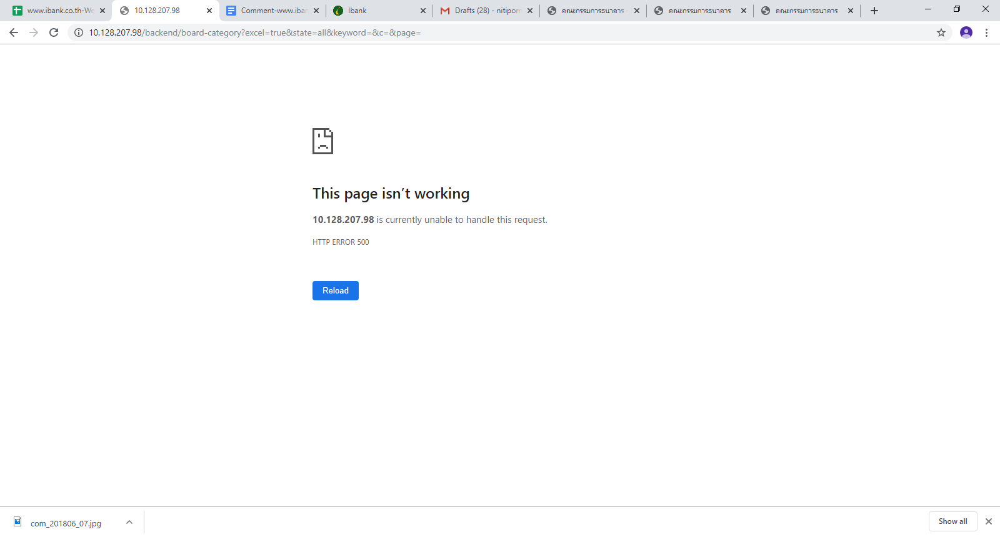 www.ibank.co.th-We
10.128.207.98
Comment-www.iban
Ibank
Drafts (28) - nitiporn
คณะกรรมการธนาคาร -
คณะกรรมการธนาคาร
คณะกรรมการธนาคาร
10.128.207.98/backend/board-category?excel=true&state=all&keyword=&c=&page=
This page isn’t working
10.128.207.98 is currently unable to handle this request.
HTTP ERROR 500
Reload
com_201806_07.jpg
Show all